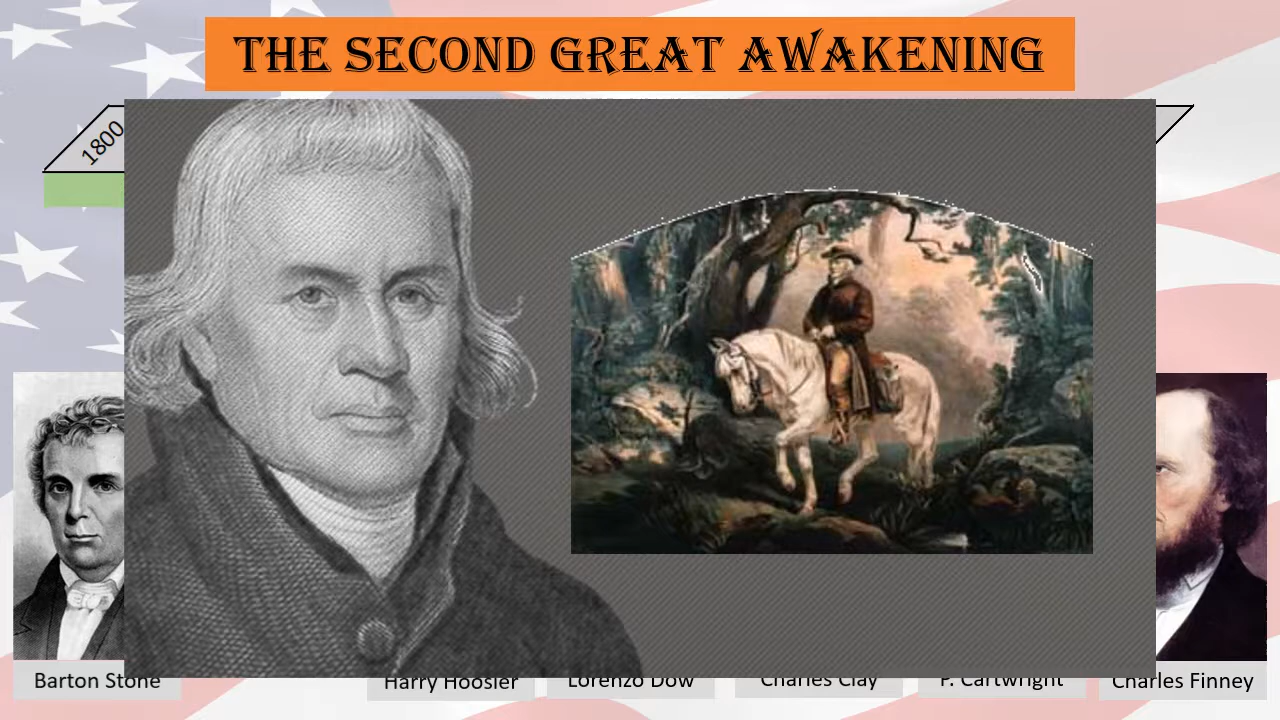 THE SECOND GREAT AWAKENING
1800
Barton Stone
Harry Hoosier
Lorenzo Dow
Charles Clay
P. Cartwright
Charles Finney